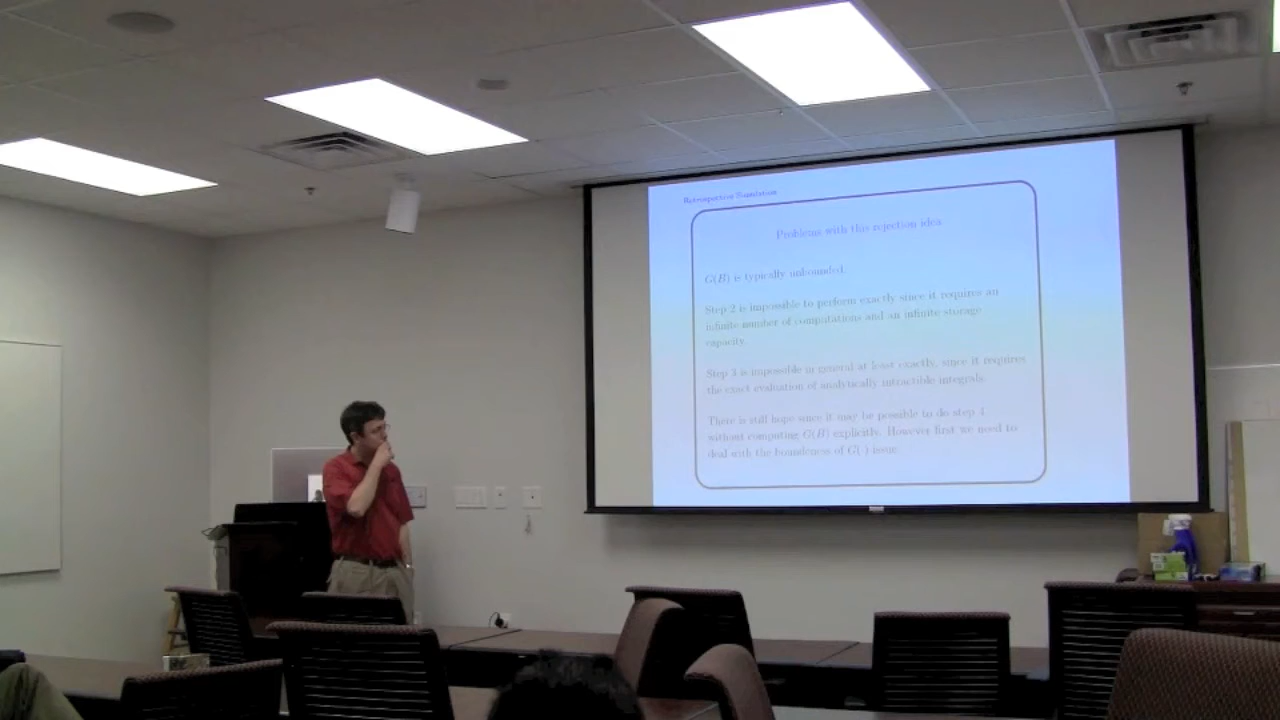 Retrospective Simulation
Problems with this rejection idea
G(B) is typically unbounded.
Step 2 is impossible to perform exactly since it requires an
infinite number of computations and an infinite storage
capacity.
Step 3 is impossible in general at least exactly, since it requires
the exact evaluation of analytically intractible integrals.
There is still hope since it may be possible to do step 4
without computing G(B) explicitly. However first we need to
deal with the boundeness of G(·) issue.